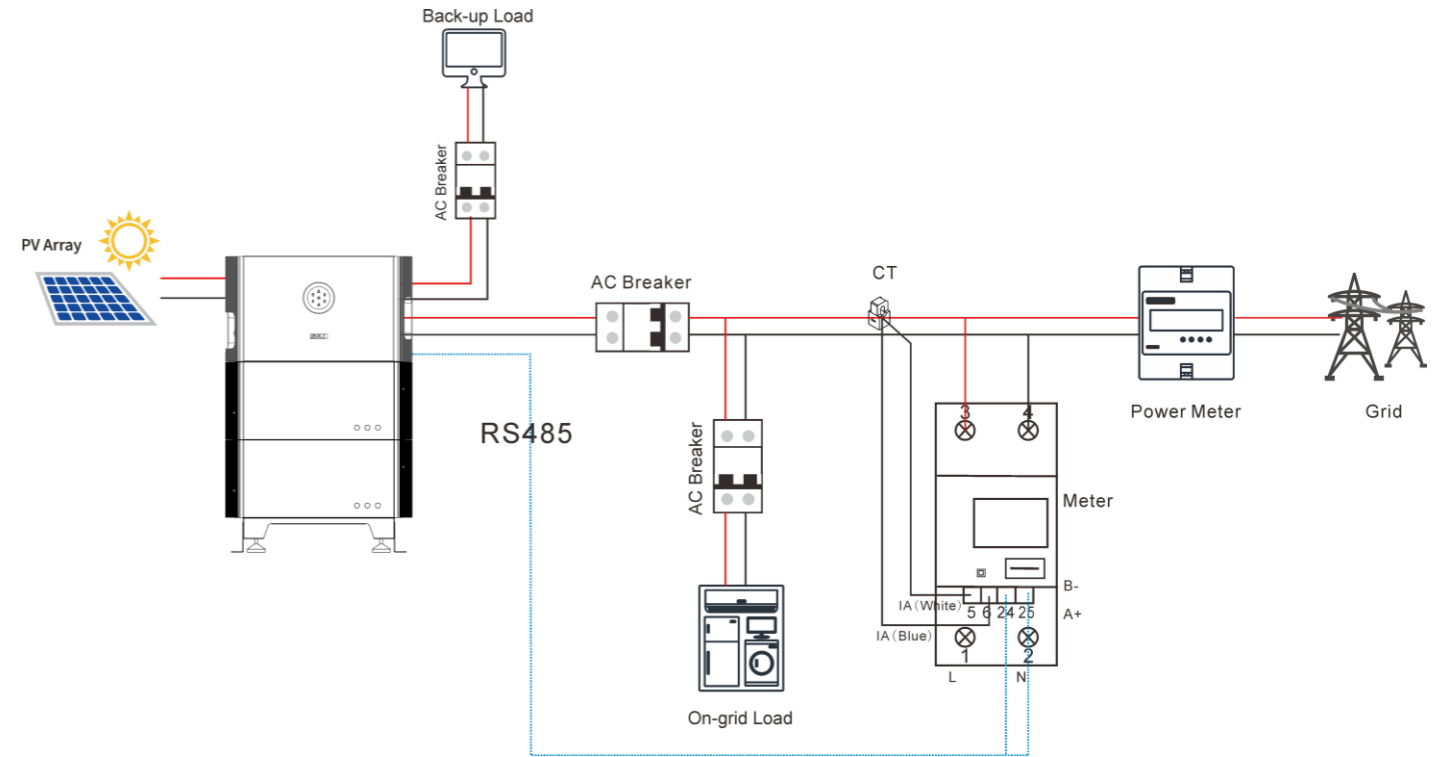 Back-up Load
AC Breaker
PV Array
AC Breaker
CT
RS485
AC Breaker
Power Meter
Grid
3
4
Meter
B-
IA(White)
5 6 24 25
A+
IA(Blue)
1
2
L
N
On-grid Load